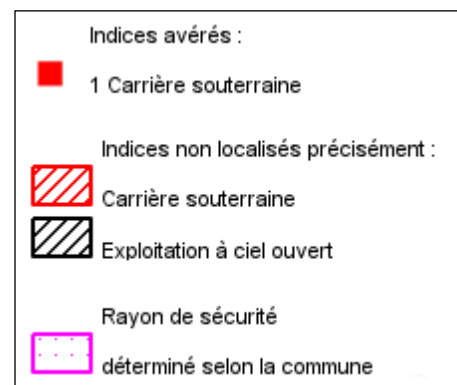 Indices avérés :
1 Carrière souterraine
Indices non localisés précisément :
Carrière souterraine
Exploitation à ciel ouvert
Rayon de sécurité
déterminé selon la commune